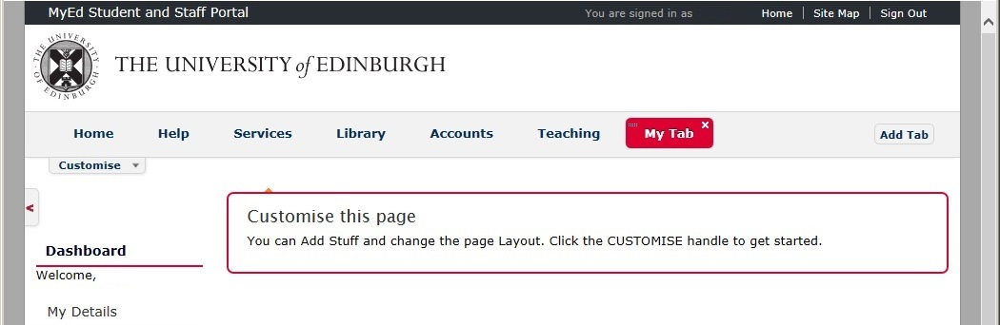 MyEd Student and Staff Portal You are signed in as Home Site Map Sign Out
THE UNIVERSITY OF EDINBURGH
THE UNIVERSITY of EDINBURGH
Home Help Services Library Accounts Teaching My Tab Add Tab
Customise
<
Customise this page
You can Add Stuff and change the page Layout. Click the CUSTOMISE handle to get started.
Dashboard
Welcome,
My Details